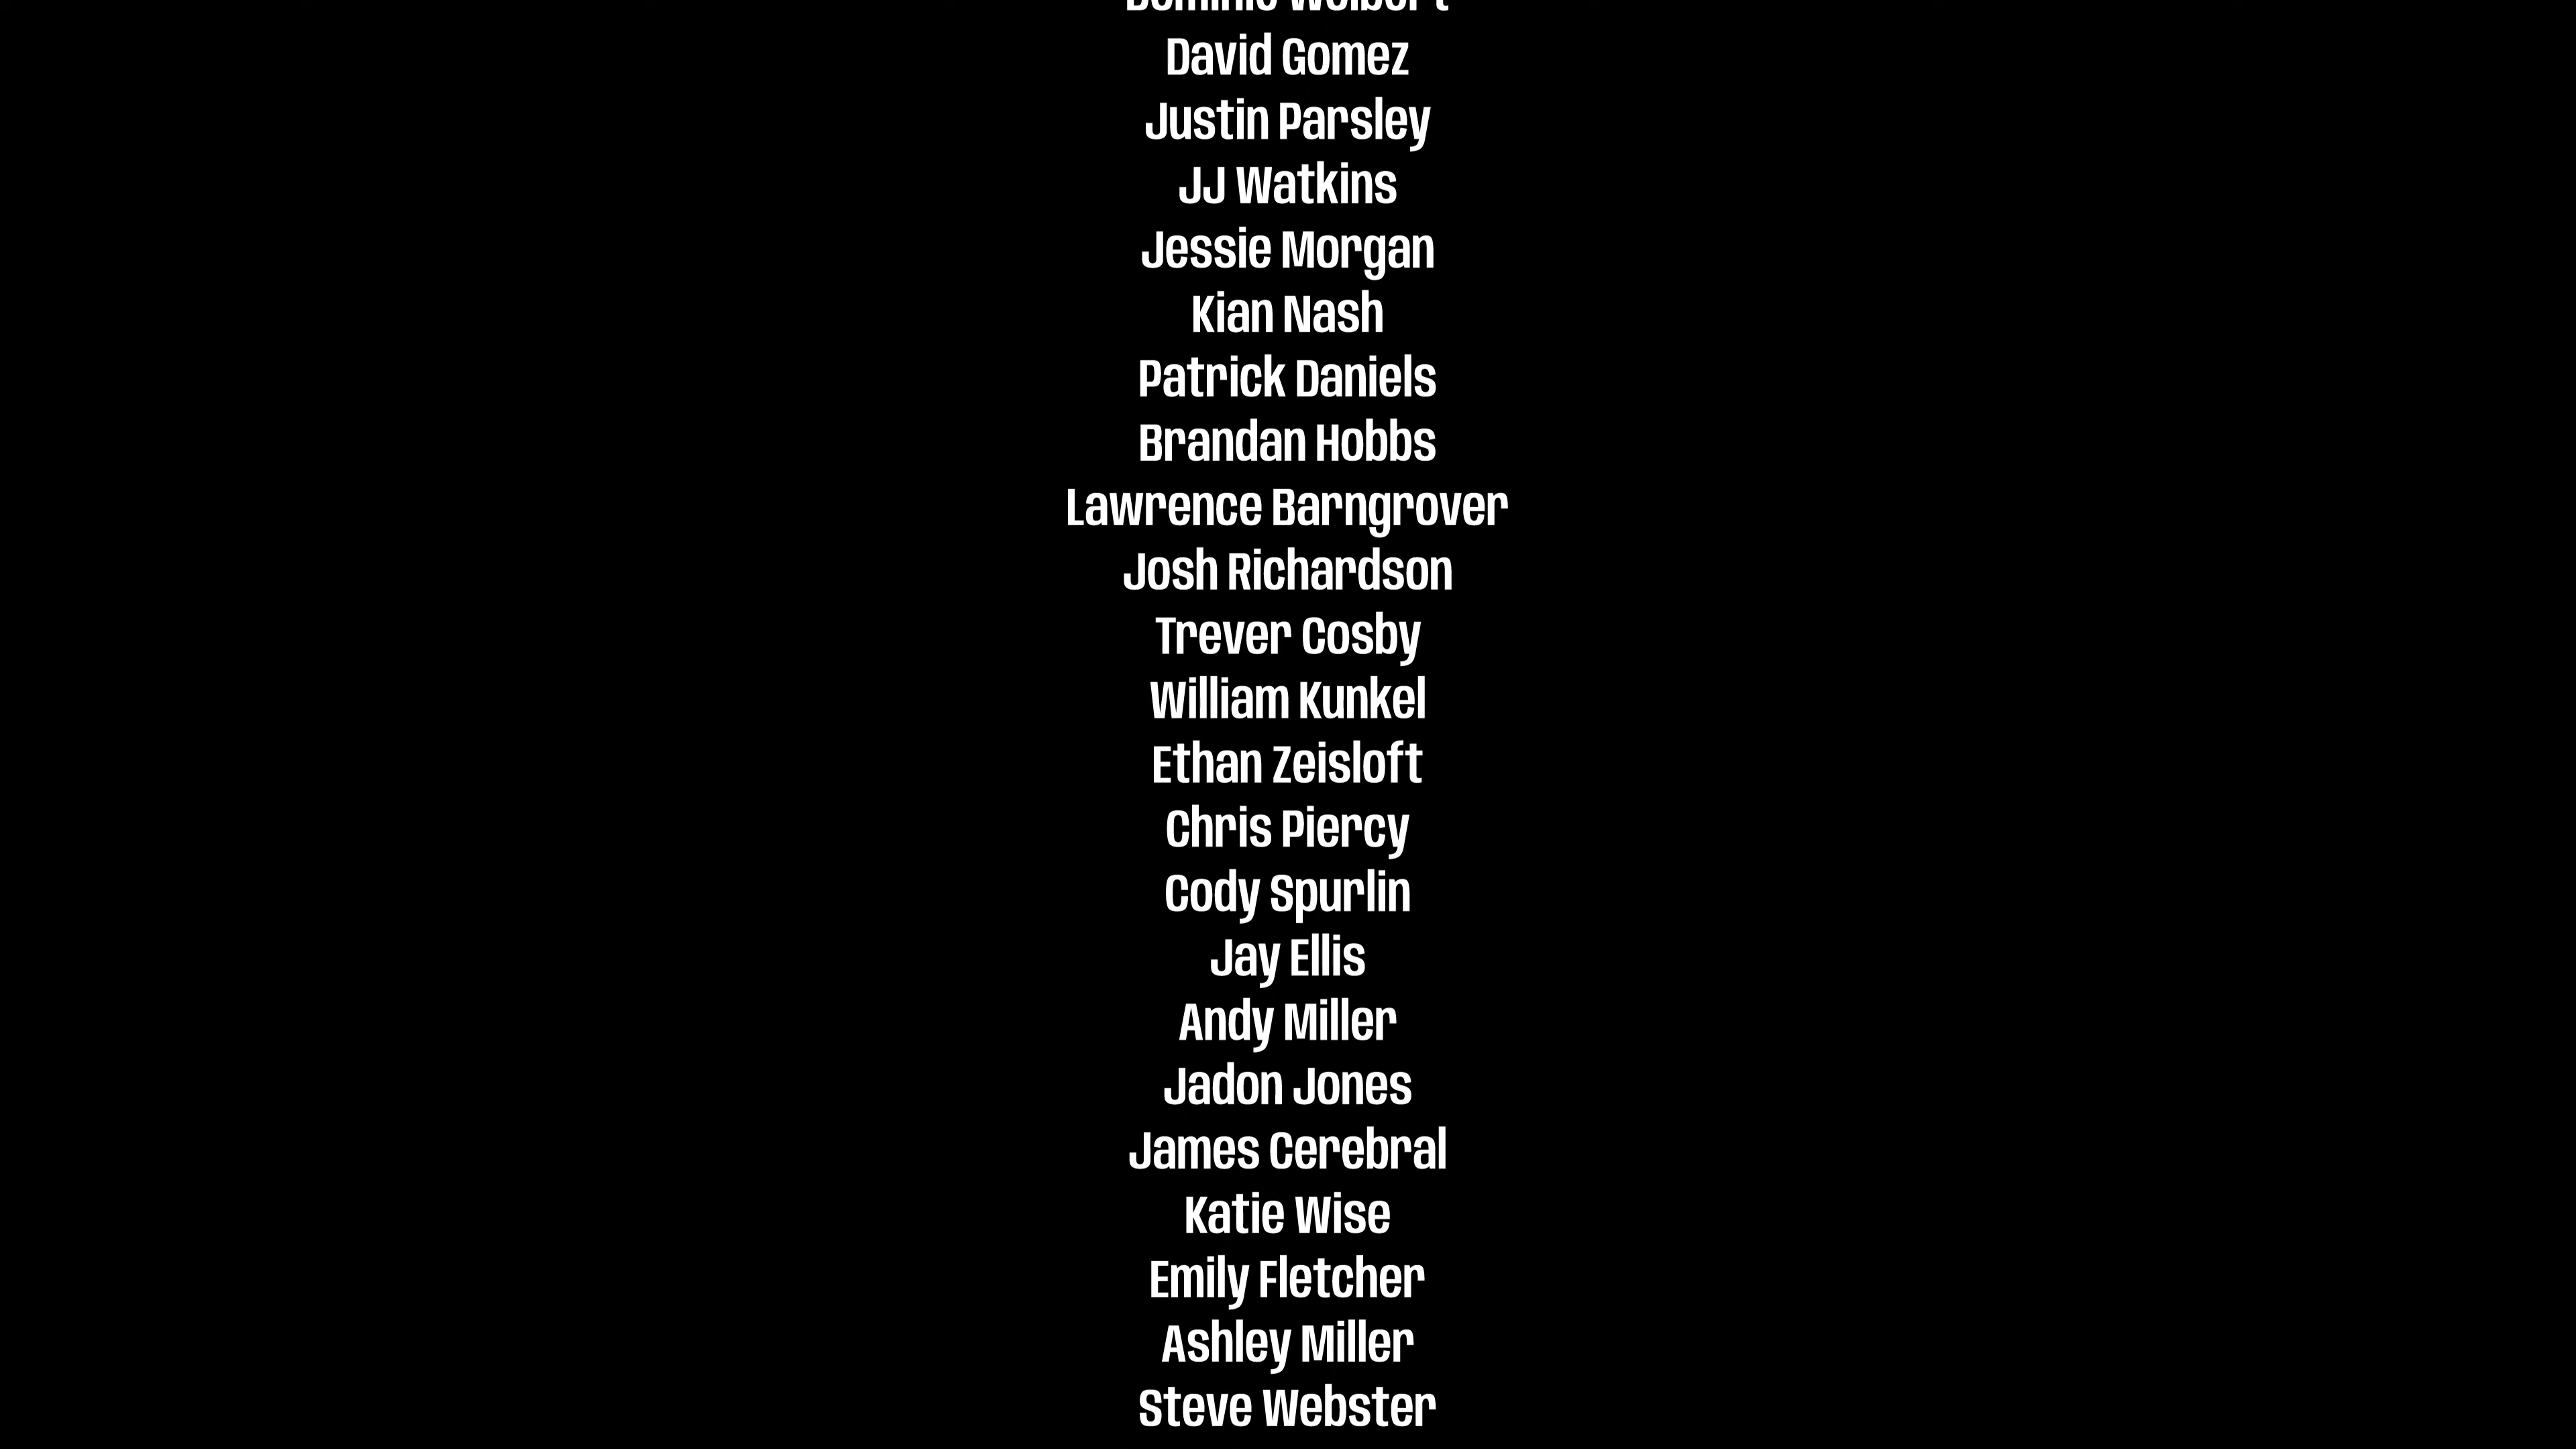 David Gomez
Justin Parsley
JJ Watkins
Jessie Morgan
Kian Nash
Patrick Daniels
Brandan Hobbs
Lawrence Barngrover
Josh Richardson
Trever Cosby
William Kunkel
Ethan Zeisloft
Chris Piercy
Cody Spurlin
Jay Ellis
Andy Miller
Jadon Jones
James Cerebral
Katie Wise
Emily Fletcher
Ashley Miller
Steve Webster